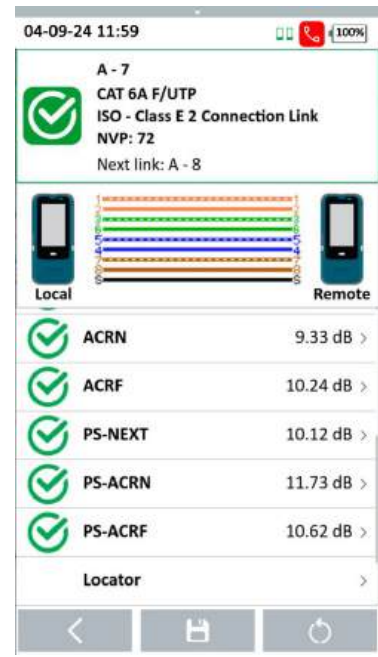 04-09-24 11:59
100%
A - 7
CAT 6A F/UTP
ISO - Class E 2 Connection Link
NVP: 72
Next link: A - 8
Local
Remote
ACRN 9.33 dB >
ACRF 10.24 dB >
PS-NEXT 10.12 dB >
PS-ACRN 11.73 dB >
PS-ACRF 10.62 dB >
Locator >